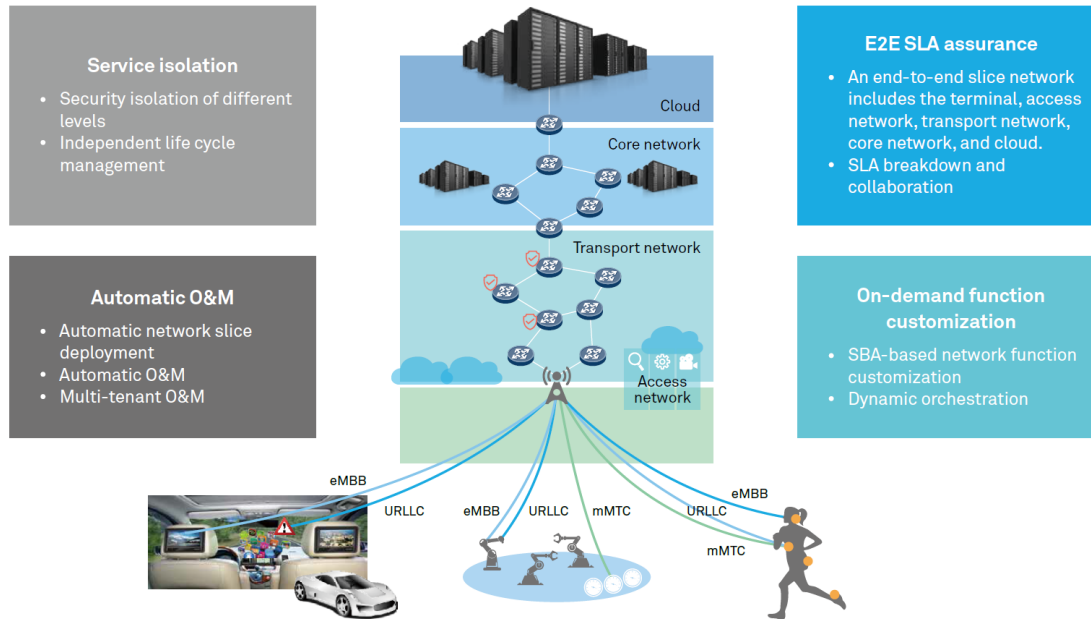 Service isolation
• Security isolation of different
levels
• Independent life cycle
management
Automatic O&M
• Automatic network slice
deployment
• Automatic O&M
• Multi-tenant O&M
Cloud
Core network
Transport network
Access
network
E2E SLA assurance
• An end-to-end slice network
includes the terminal, access
network, transport network,
core network, and cloud.
• SLA breakdown and
collaboration
On-demand function
customization
• SBA-based network function
customization
• Dynamic orchestration
eMBB
URLLC
eMBB
URLLC
mMTC
eMBB
URLLC
mMTC